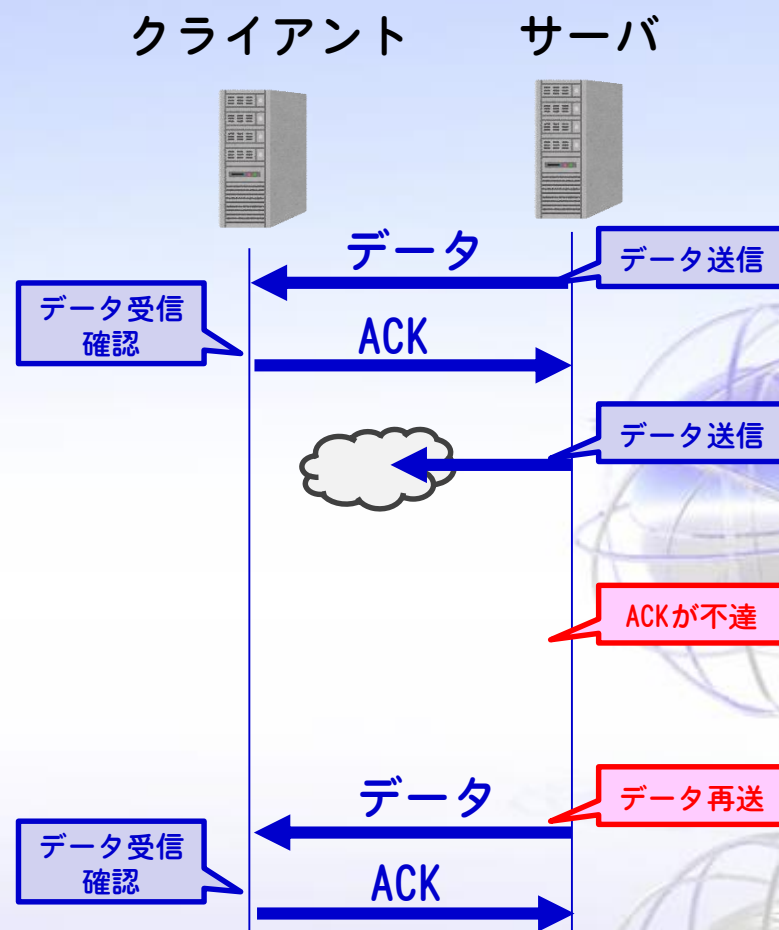 クライアント
サーバ
データ
データ送信
データ受信
確認
ACK
データ送信
ACKが不達
データ
データ再送
データ受信
確認
ACK